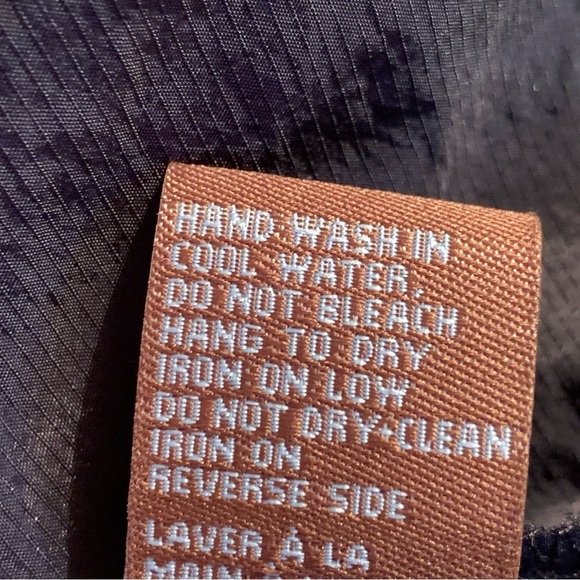 HAND WASH IN
COOL WATER,
DO NOT BLEACH
HANG TO DRY
IRON ON LOW
DO NOT DRY-CLEAN
IRON ON
REVERSE SIDE
LAVER À LA
MAIN